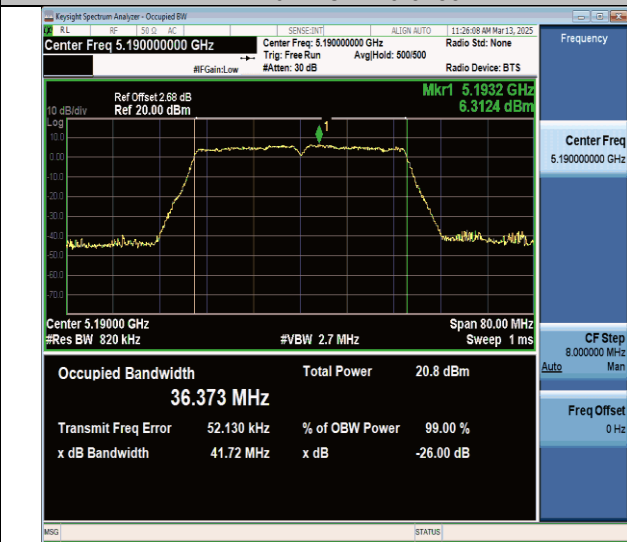 Keysight Spectrum Analyzer - Occupied BW
RL RF 50 Ω AC SENSE:INT ALIGN AUTO 11:26:08 AM Mar 13, 2025
Center Freq 5.190000000 GHz Center Freq: 5.190000000 GHz Radio Std: None Frequency
Trig: Free Run Avg|Hold: 500/500
#IFGain:Low #Atten: 30 dB Radio Device: BTS
Ref Offset 2.68 dB Mkr1 5.1932 GHz
10 dB/div Ref 20.00 dBm 6.3124 dBm
Log
10.0
1
0.00
-10.0
-20.0
-30.0
-40.0
-50.0
-60.0
-70.0
Center Freq
5.190000000 GHz
Center 5.19000 GHz Span 80.00 MHz
#Res BW 820 kHz #VBW 2.7 MHz Sweep 1 ms
CF Step
8.000000 MHz
Auto Man
Occupied Bandwidth Total Power 20.8 dBm
36.373 MHz
Transmit Freq Error 52.130 kHz % of OBW Power 99.00 %
x dB Bandwidth 41.72 MHz x dB -26.00 dB
Freq Offset
0 Hz
MSG STATUS